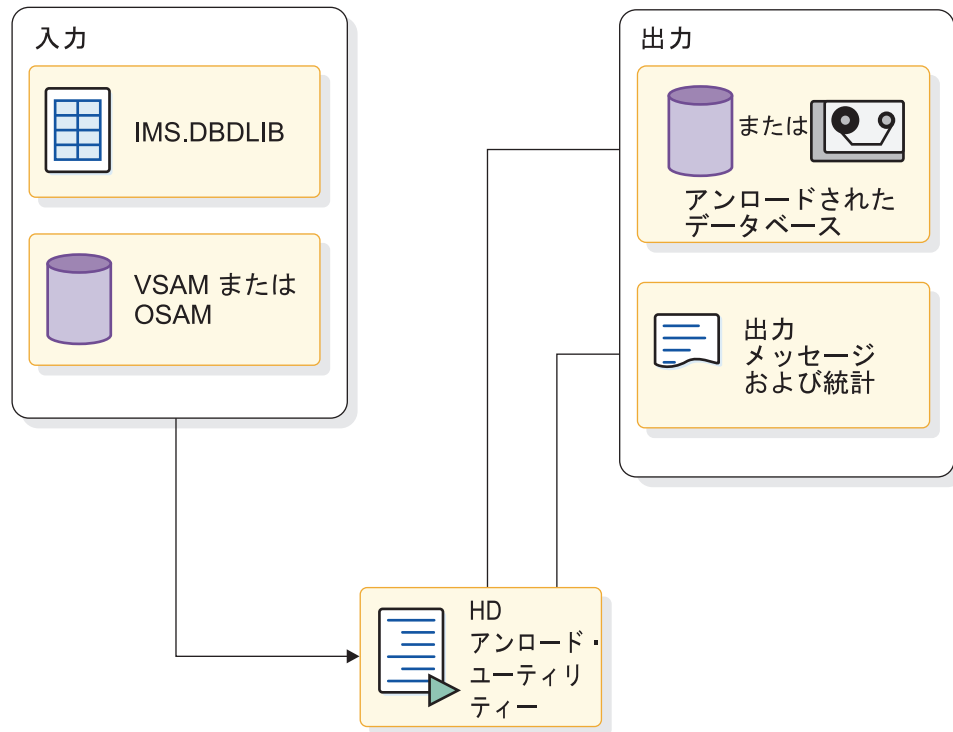 入力
IMS.DBDLIB
VSAM または
OSAM
出力
または
アンロードされた
データベース
出力
メッセージ
および統計
HD
アンロード・
ユーティリ
ティー